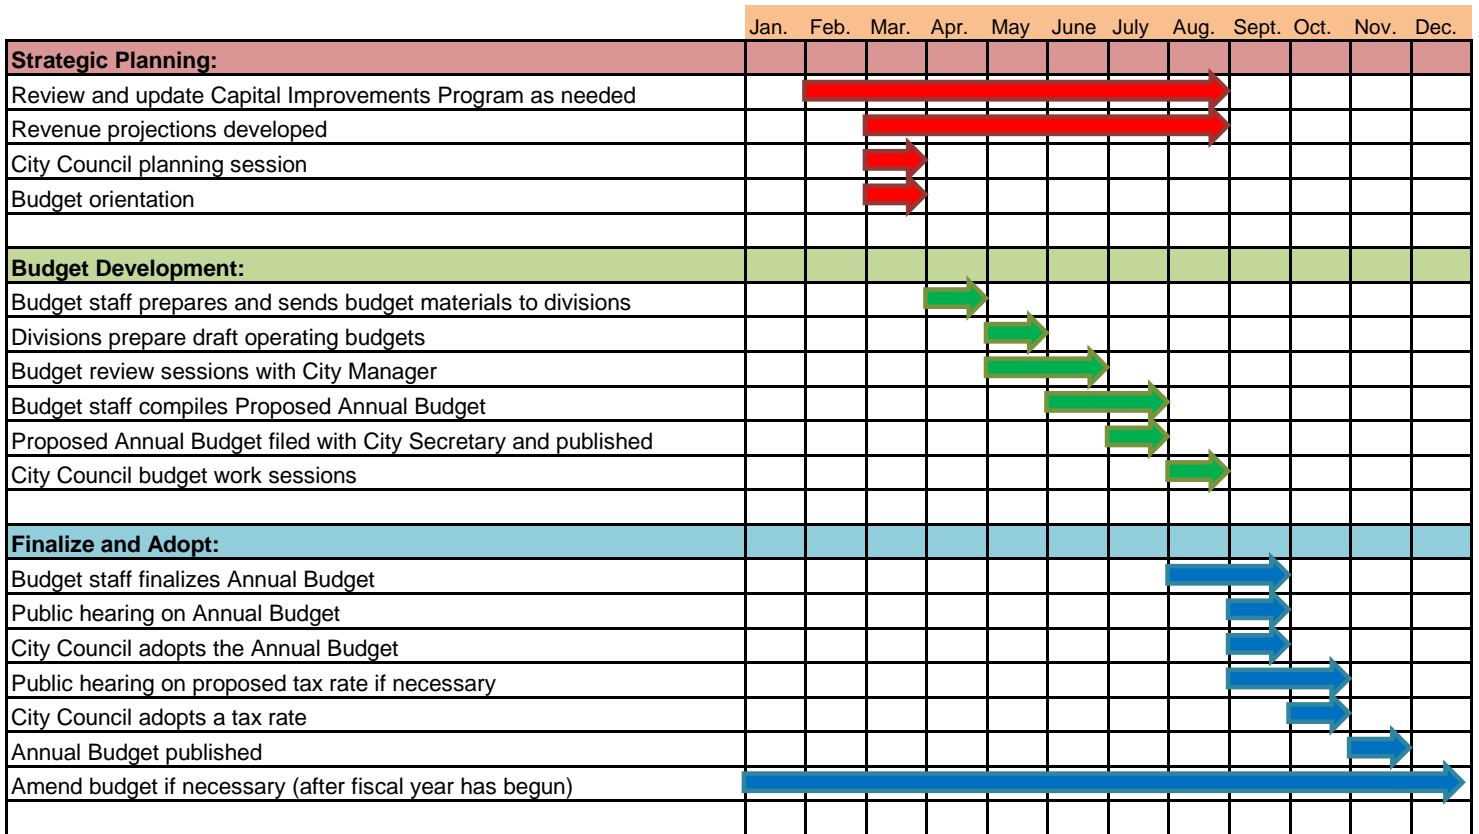 Jan. Feb. Mar. Apr. May June July Aug. Sept. Oct. Nov. Dec.
Strategic Planning:
Review and update Capital Improvements Program as needed
Revenue projections developed
City Council planning session
Budget orientation
Budget Development:
Budget staff prepares and sends budget materials to divisions
Divisions prepare draft operating budgets
Budget review sessions with City Manager
Budget staff compiles Proposed Annual Budget
Proposed Annual Budget filed with City Secretary and published
City Council budget work sessions
Finalize and Adopt:
Budget staff finalizes Annual Budget
Public hearing on Annual Budget
City Council adopts the Annual Budget
Public hearing on proposed tax rate if necessary
City Council adopts a tax rate
Annual Budget published
Amend budget if necessary (after fiscal year has begun)